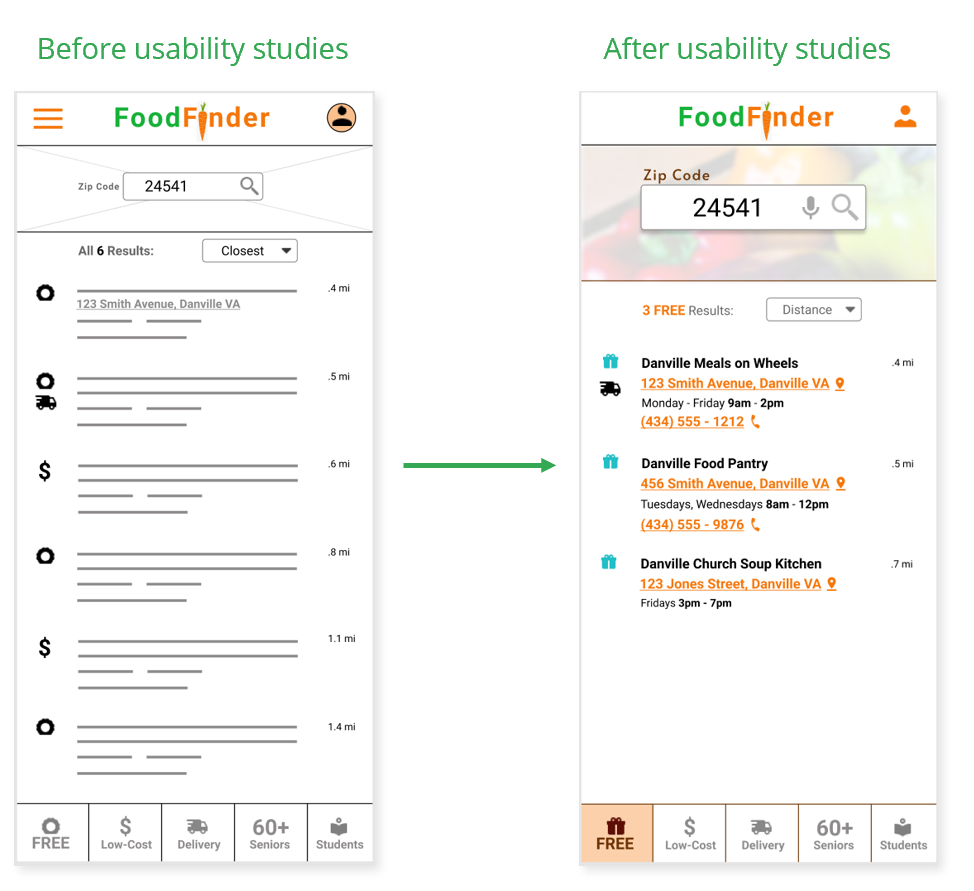 Before usability studies
After usability studies
FoodFinder
Zip Code 24541
All 6 Results: Closest
.4 mi
123 Smith Avenue, Danville VA
.5 mi
$ .6 mi
.8 mi
$ 1.1 mi
1.4 mi
FREE
$
Low-Cost
Delivery
60+
Seniors
Students
FoodFinder
Zip Code
24541
3 FREE Results: Distance
Danville Meals on Wheels .4 mi
123 Smith Avenue, Danville VA
Monday - Friday 9am - 2pm
(434) 555 - 1212
Danville Food Pantry .5 mi
456 Smith Avenue, Danville VA
Tuesdays, Wednesdays 8am - 12pm
(434) 555 - 9876
Danville Church Soup Kitchen .7 mi
123 Jones Street, Danville VA
Fridays 3pm - 7pm
FREE
$
Low-Cost
Delivery
60+
Seniors
Students